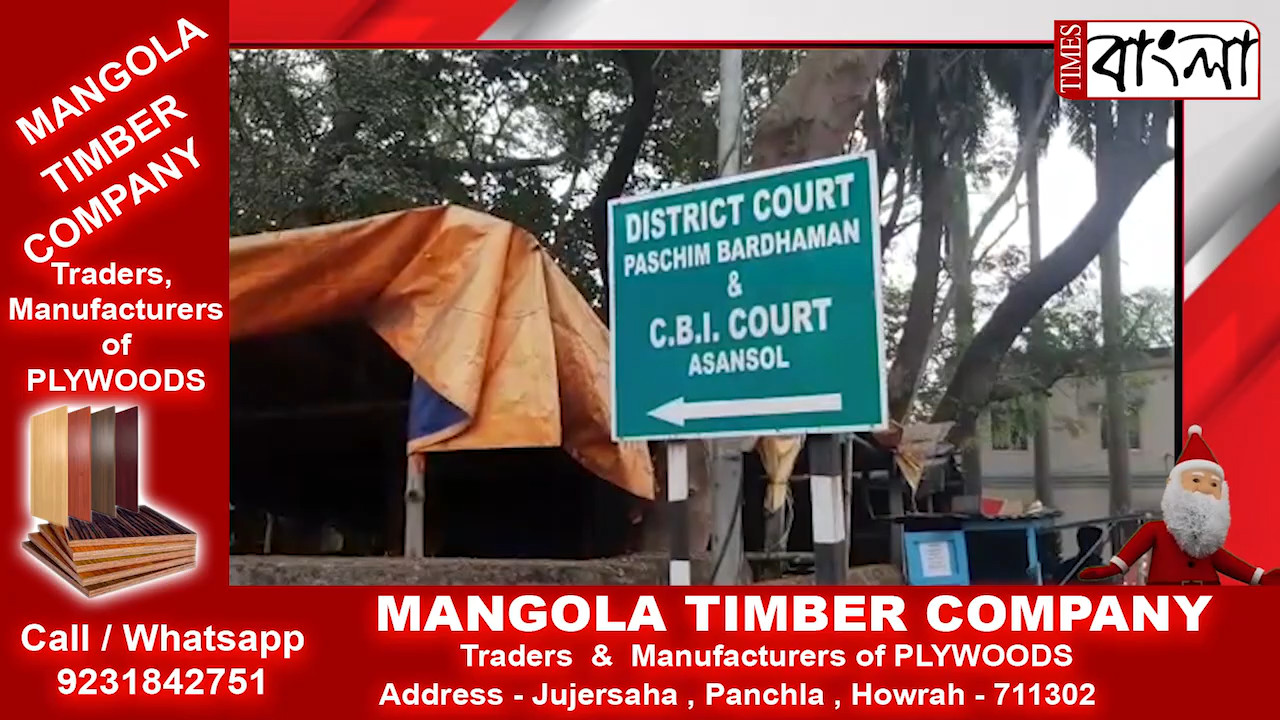 MANGOLA
TIMBER
COMPANY
Traders,
Manufacturers
of
PLYWOODS
Call / Whatsapp
9231842751
TIMES
বাংলা
DISTRICT COURT
PASCHIM BARDHAMAN
&
C.B.I. COURT
ASANSOL
MANGOLA TIMBER COMPANY
Traders & Manufacturers of PLYWOODS
Address - Jujersaha , Panchla , Howrah - 711302